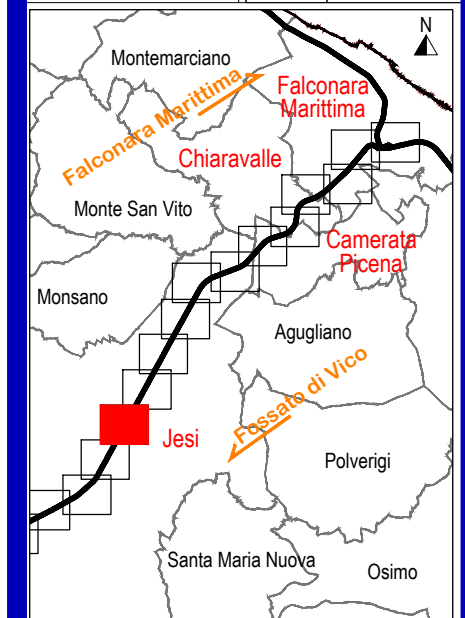 N
Montemarciano
Falconara
Marittima
Falconara Marittima
Chiaravalle
Monte San Vito
Camerata
Picena
Monsano
Agugliano
Fossato di Vico
Jesi
Polverigi
Santa Maria Nuova
Osimo